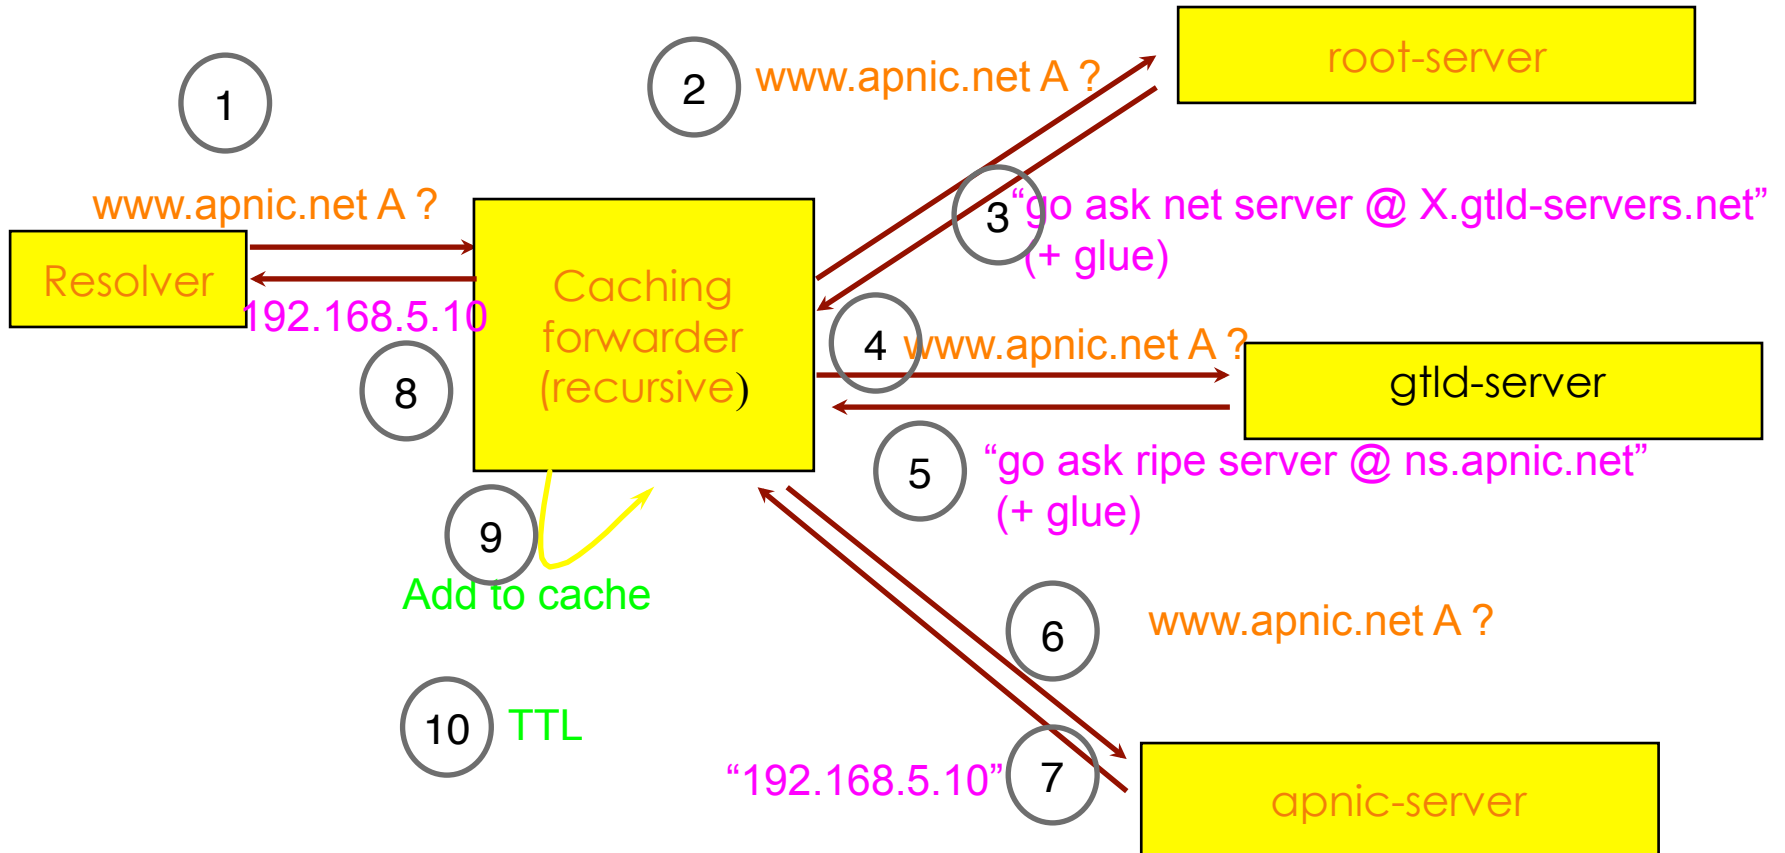 1
www.apnic.net A ?
Resolver
192.168.5.10
8
Caching
forwarder
(recursive)
2
www.apnic.net A ?
root-server
3
“go ask net server @ X.gtld-servers.net”
(+ glue)
4
www.apnic.net A ?
gtld-server
5
“go ask ripe server @ ns.apnic.net”
(+ glue)
9
Add to cache
6
www.apnic.net A ?
10
TTL
“192.168.5.10”
7
apnic-server